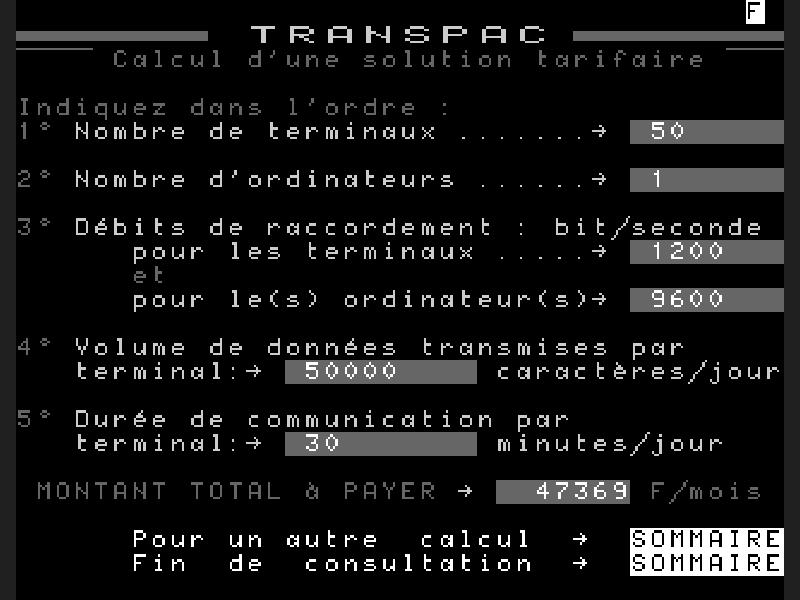 F
TRANSPAC
Calcul d'une solution tarifaire
Indiquez dans l'ordre :
1° Nombre de terminaux .......→ 50
2° Nombre d'ordinateurs ......→ 1
3° Débits de raccordement : bit/seconde
pour les terminaux .....→ 1200
et
pour le(s) ordinateur(s)→ 9600
4° Volume de données transmises par
terminal:→ 50000 caractères/jour
5° Durée de communication par
terminal:→ 30 minutes/jour
MONTANT TOTAL à PAYER → 47369 F/mois
Pour un autre calcul → SOMMAIRE
Fin de consultation → SOMMAIRE